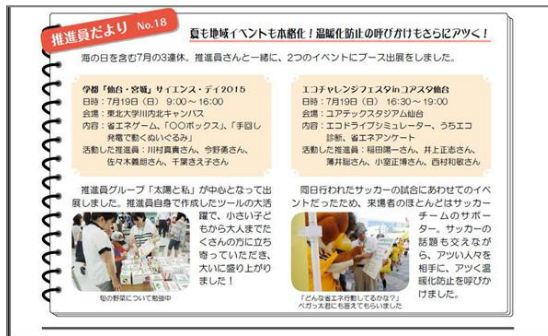 推進員だより No.18
夏も地域イベントも本格化！温暖化防止の呼びかけもさらにアツく！
海の日を含む7月の3連休。推進員さんと一緒に、2つのイベントにブース出展をしました。
学都「仙台・宮城」サイエンス・デイ2015
日時：7月19日（日） 9:00～16:00
会場：東北大学川内北キャンパス
内容：省エネゲーム、「〇〇ボックス」、「手回し
発電で動くぬいぐるみ」
活動した推進員：川村真貴さん、今野勇さん、
佐々木義朗さん、千葉きえ子さん
エコチャレンジフェスタinユアスタ仙台
日時：7月19日（日） 16:30～19:00
会場：ユアテックスタジアム仙台
内容：エコドライブシミュレーター、うちエコ
診断、省エネアンケート
活動した推進員：稲田陽一さん、井上正志さん、
薄井総さん、小室正博さん、西村和敏さん
推進員グループ「太陽と私」が中心となって出
展しました。推進員自身で作成したツールの大活
躍で、小さい子ど
もから大人までた
くさんの方に立ち
寄っていただき、
大いに盛り上がり
ました！
旬の野菜について勉強中
同日行われたサッカーの試合にあわせてのイベ
ントだったため、来場者のほとんどはサッカー
チームのサポー
ター。サッカーの
話題も交えなが
ら、アツい人々を
相手に、アツく温
暖化防止を呼びか
けました。
「どんな省エネ行動してるかな？」
ベガッ太君にも答えてもらいました